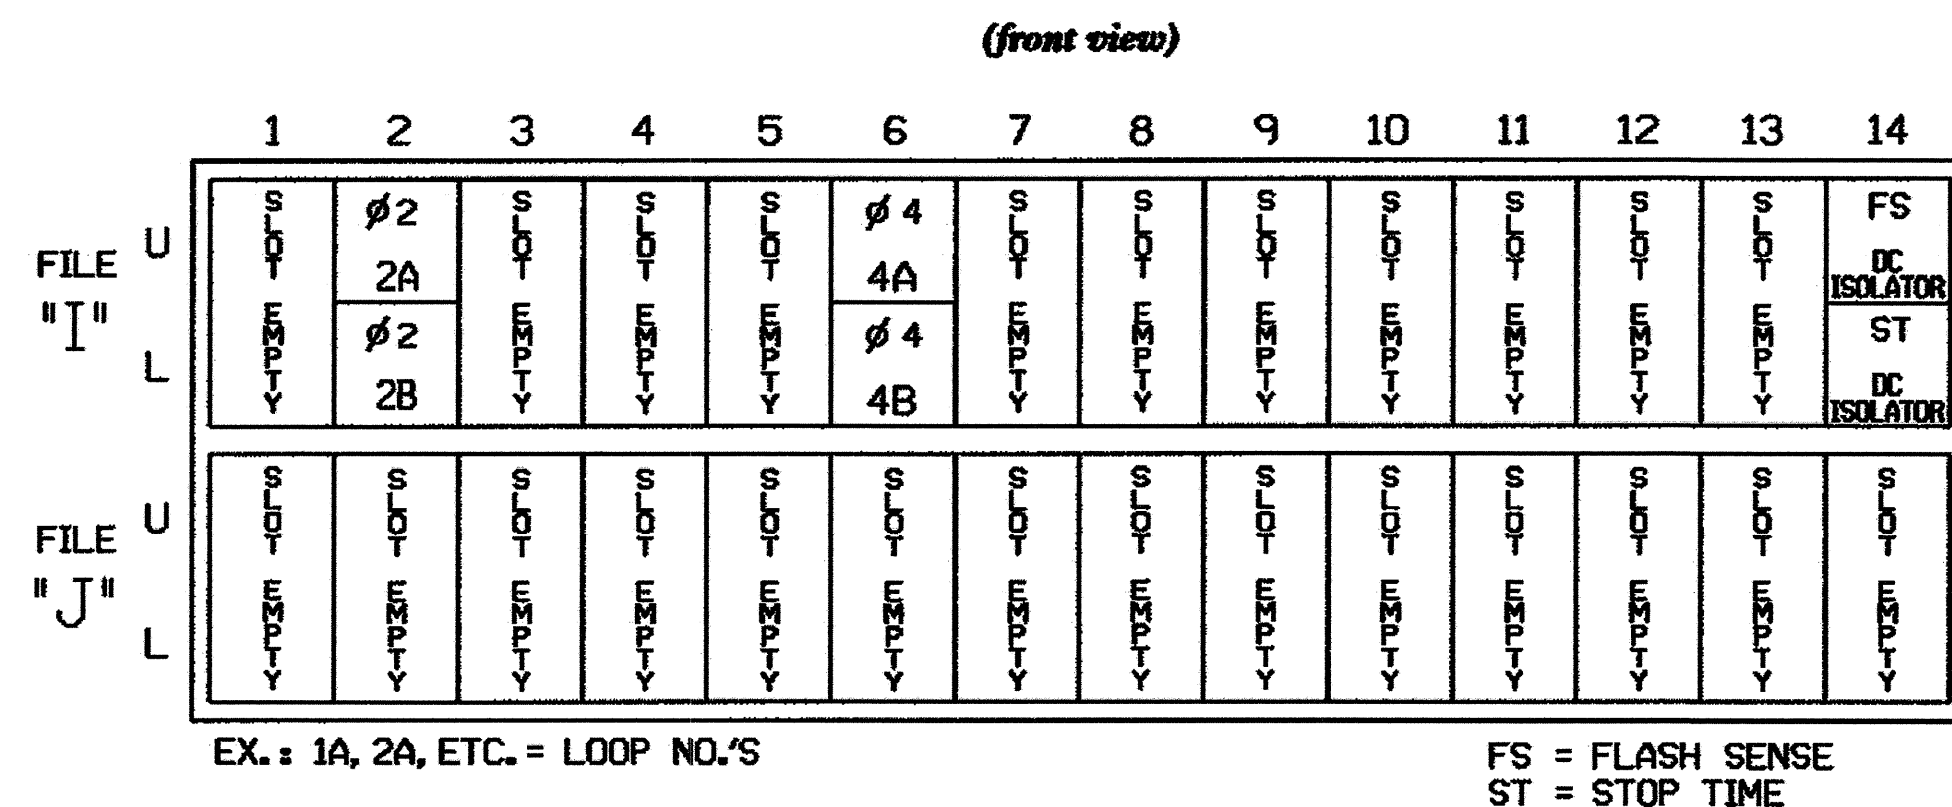 (front view)
1 2 3 4 5 6 7 8 9 10 11 12 13 14
FILE "I"
U
L
SLOT EMPTY
ø2
2A
ø2
2B
SLOT EMPTY
SLOT EMPTY
SLOT EMPTY
ø 4
4A
ø 4
4B
SLOT EMPTY
SLOT EMPTY
SLOT EMPTY
SLOT EMPTY
SLOT EMPTY
SLOT EMPTY
SLOT EMPTY
FS
DC
ISOLATOR
ST
DC
ISOLATOR
FILE "J"
U
L
SLOT EMPTY
SLOT EMPTY
SLOT EMPTY
SLOT EMPTY
SLOT EMPTY
SLOT EMPTY
SLOT EMPTY
SLOT EMPTY
SLOT EMPTY
SLOT EMPTY
SLOT EMPTY
SLOT EMPTY
SLOT EMPTY
SLOT EMPTY
EX.: 1A, 2A, ETC. = LOOP NO.'S
FS = FLASH SENSE
ST = STOP TIME